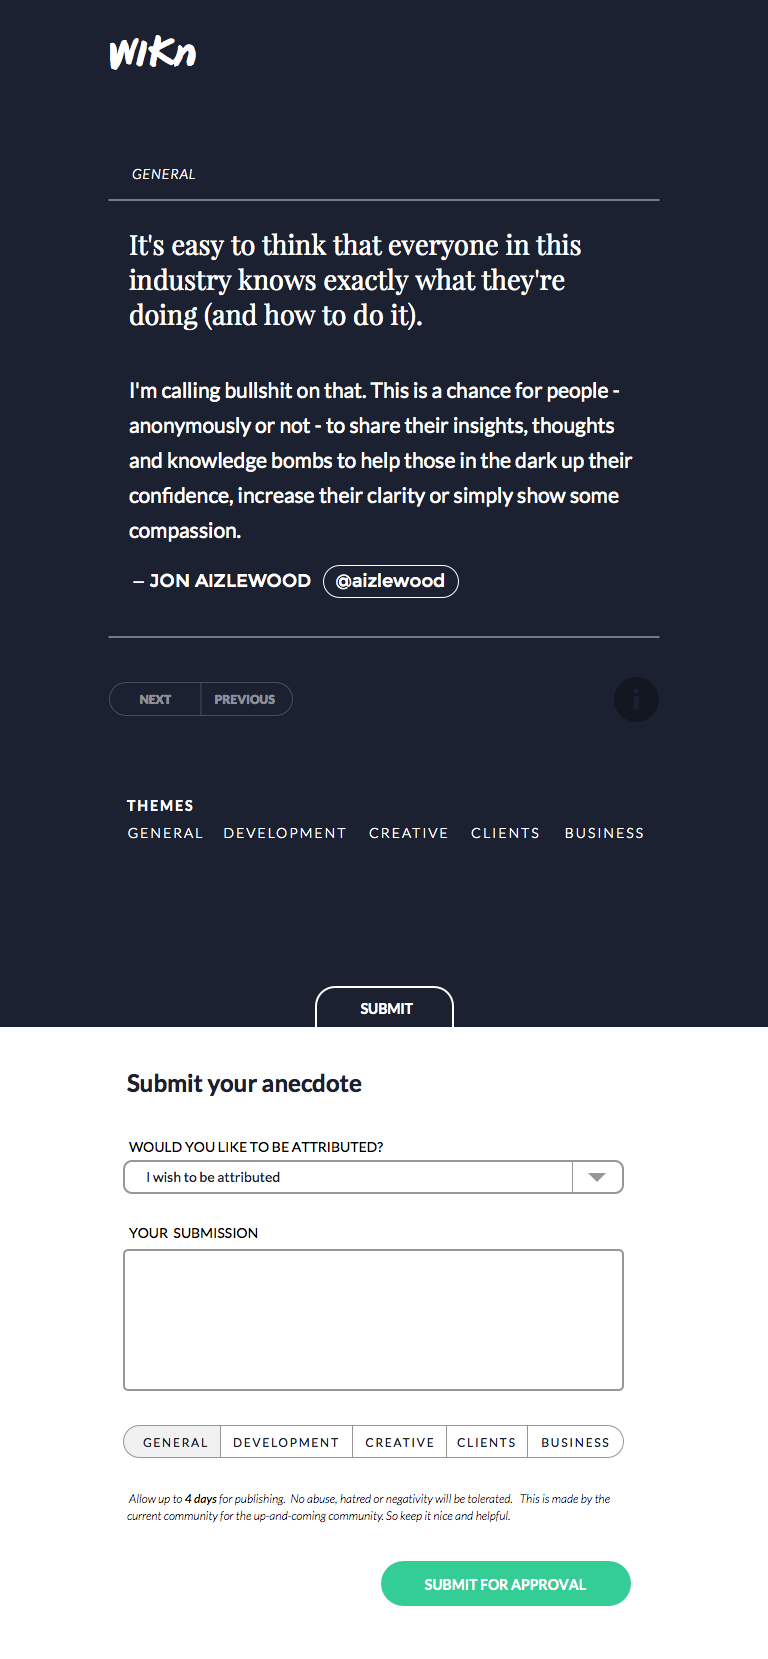 WIKn
GENERAL
It's easy to think that everyone in this
industry knows exactly what they're
doing (and how to do it).
I'm calling bullshit on that. This is a chance for people -
anonymously or not - to share their insights, thoughts
and knowledge bombs to help those in the dark up their
confidence, increase their clarity or simply show some
compassion.
– JON AIZLEWOOD @aizlewood
NEXT PREVIOUS i
THEMES
GENERAL DEVELOPMENT CREATIVE CLIENTS BUSINESS
SUBMIT
Submit your anecdote
WOULD YOU LIKE TO BE ATTRIBUTED?
I wish to be attributed
YOUR SUBMISSION
GENERAL DEVELOPMENT CREATIVE CLIENTS BUSINESS
Allow up to 4 days for publishing. No abuse, hatred or negativity will be tolerated. This is made by the
current community for the up-and-coming community. So keep it nice and helpful.
SUBMIT FOR APPROVAL